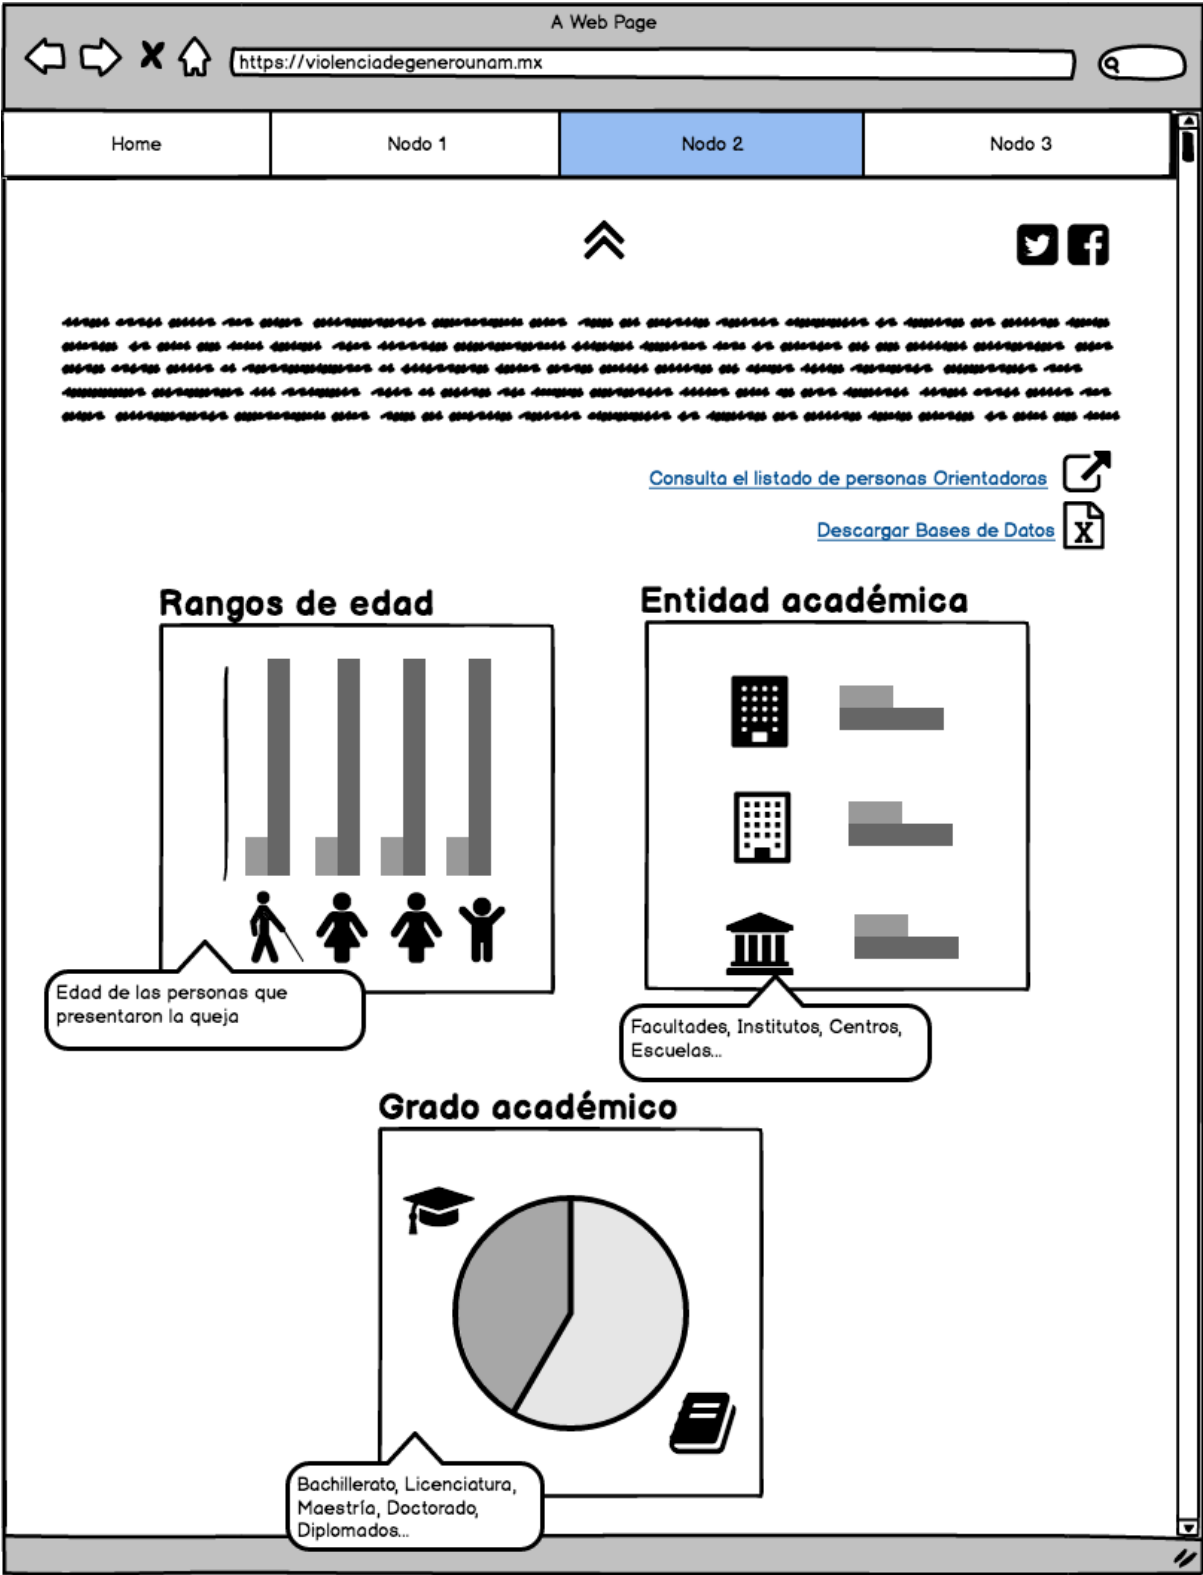 A Web Page
https://violenciadegenerounam.mx
Home
Nodo 1
Nodo 2
Nodo 3
Consulta el listado de personas Orientadoras
Descargar Bases de Datos
X
Rangos de edad
Entidad académica
Edad de las personas que
presentaron la queja
Facultades, Institutos, Centros,
Escuelas...
Grado académico
Bachillerato, Licenciatura,
Maestría, Doctorado,
Diplomados...